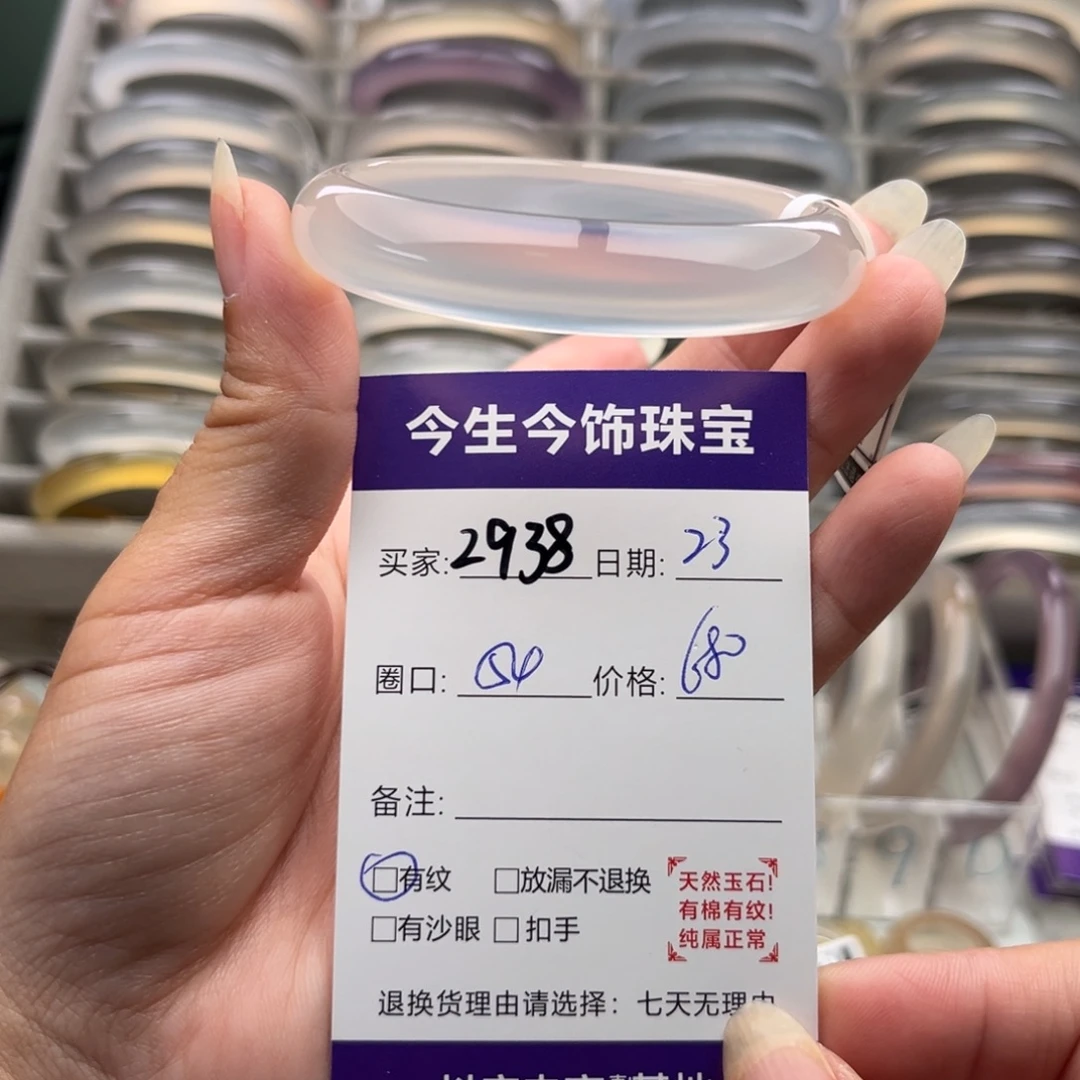 今生今饰珠宝
买家: 2938 日期: 23
圈口: 54 价格: 680
备注:
□有纹 □放漏不退换
□有沙眼 □扣手
天然玉石!
有棉有纹!
纯属正常
退换货理由请选择：七天无理由